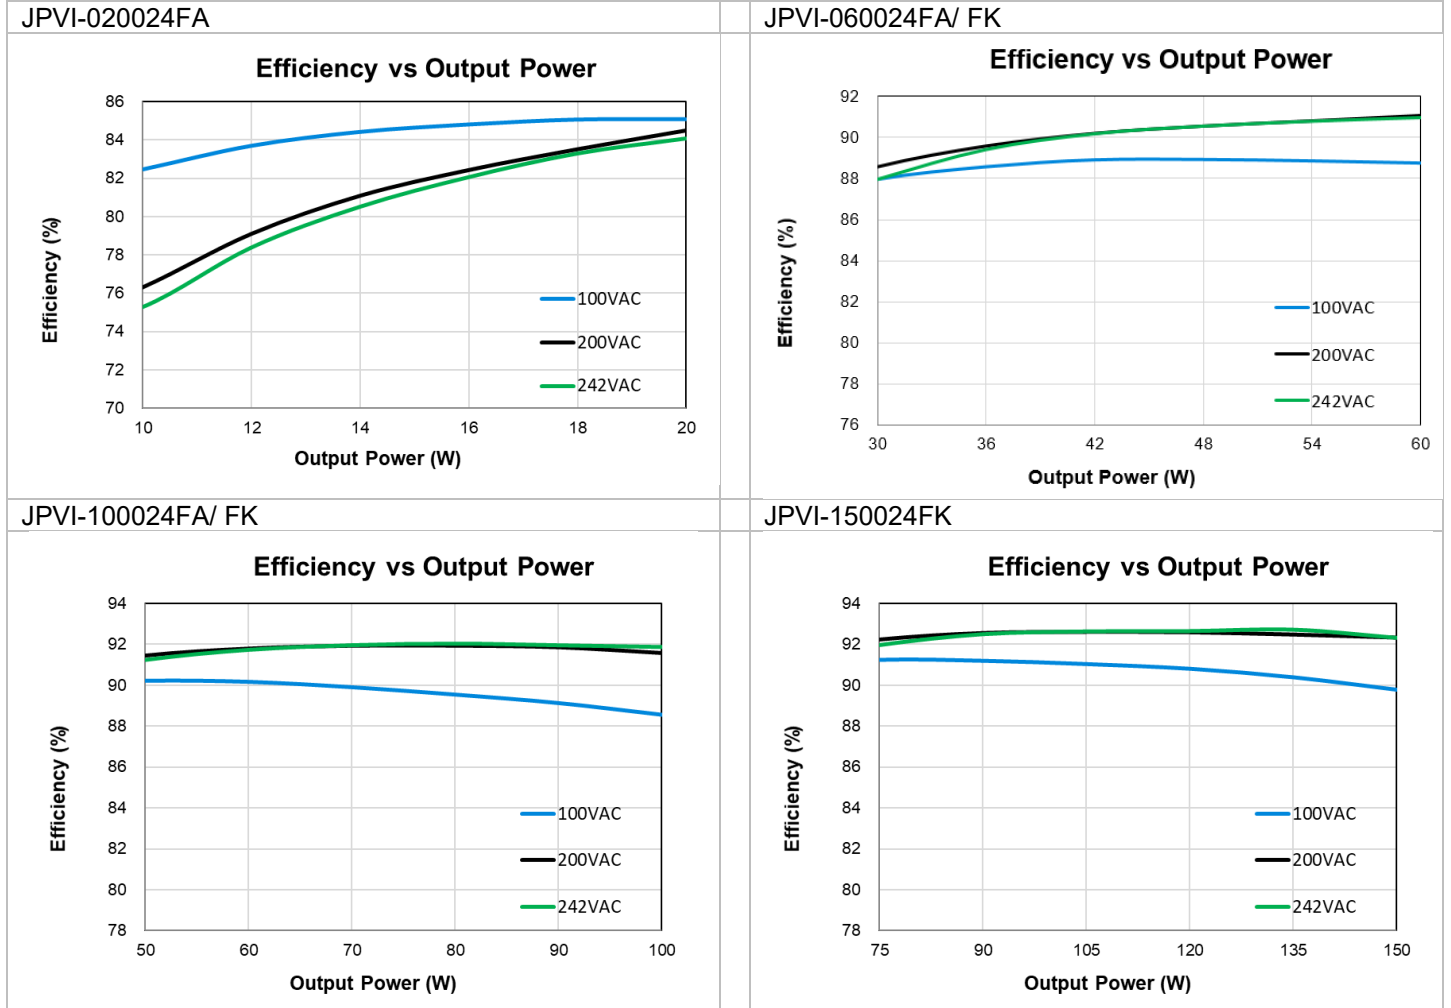 JPVI-020024FA
JPVI-060024FA/ FK
Efficiency vs Output Power
86
84
82
80
78
76
74
72
70
Efficiency (%)
100VAC
200VAC
242VAC
10 12 14 16 18 20
Output Power (W)
Efficiency vs Output Power
92
90
88
86
84
82
80
78
76
Efficiency (%)
100VAC
200VAC
242VAC
30 36 42 48 54 60
Output Power (W)
JPVI-100024FA/ FK
JPVI-150024FK
Efficiency vs Output Power
94
92
90
88
86
84
82
80
78
Efficiency (%)
100VAC
200VAC
242VAC
50 60 70 80 90 100
Output Power (W)
Efficiency vs Output Power
94
92
90
88
86
84
82
80
78
Efficiency (%)
100VAC
200VAC
242VAC
75 90 105 120 135 150
Output Power (W)